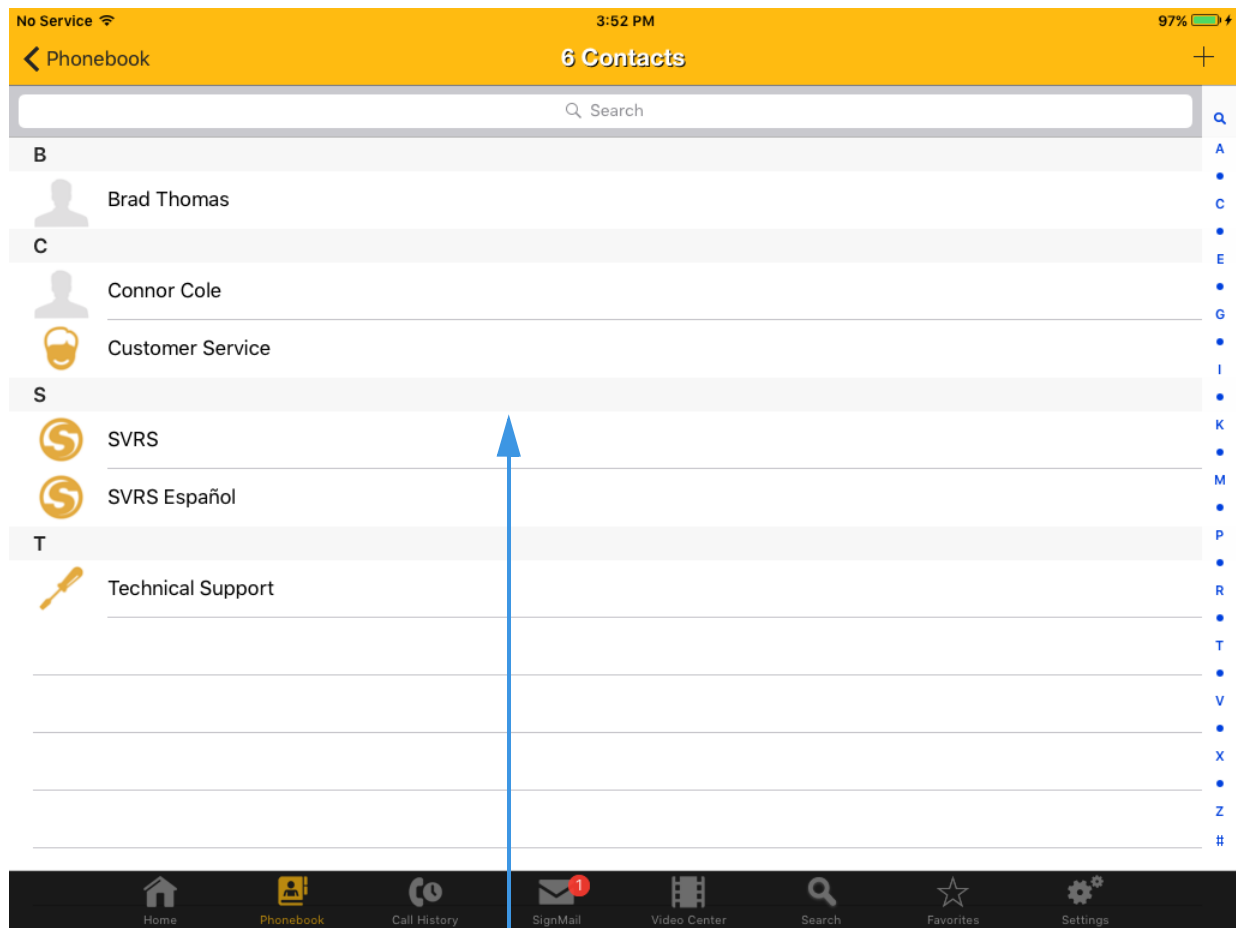 No Service 3:52 PM 97%
Phonebook 6 Contacts +
Search
B
Brad Thomas
C
Connor Cole
Customer Service
S
SVRS
SVRS Español
T
Technical Support
A
C
E
G
I
K
M
P
R
T
V
X
Z
#
1
Home Phonebook Call History SignMail Video Center Search Favorites Settings